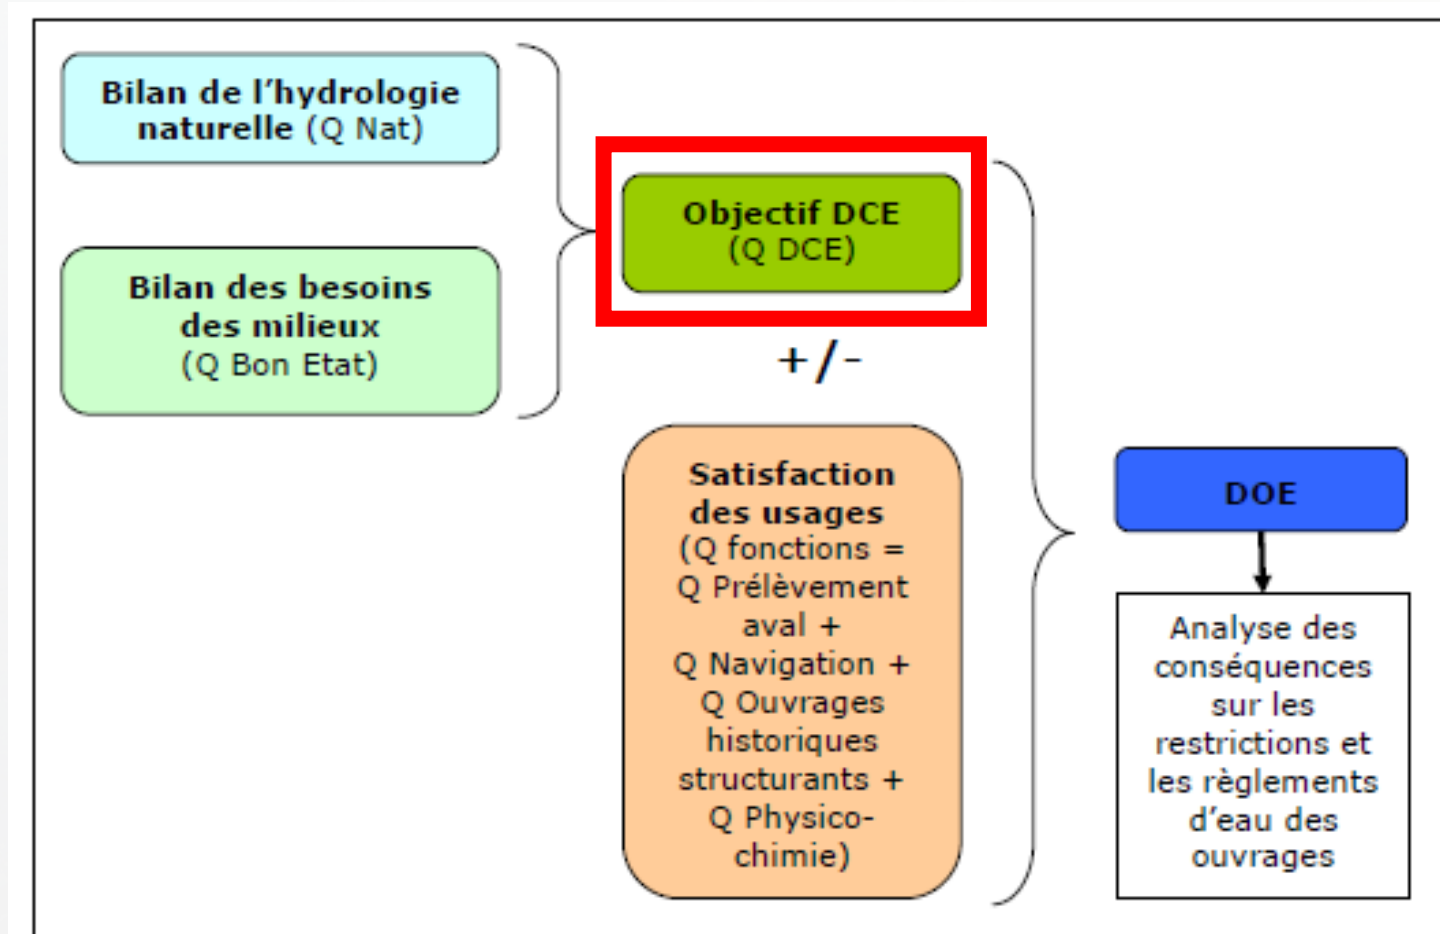 Bilan de l'hydrologie
naturelle (Q Nat)
Bilan des besoins
des milieux
(Q Bon Etat)
Objectif DCE
(Q DCE)
+/-
Satisfaction
des usages
(Q fonctions =
Q Prélèvement
aval +
Q Navigation +
Q Ouvrages
historiques
structurants +
Q Physico-
chimie)
DOE
Analyse des
conséquences
sur les
restrictions et
les règlements
d'eau des
ouvrages